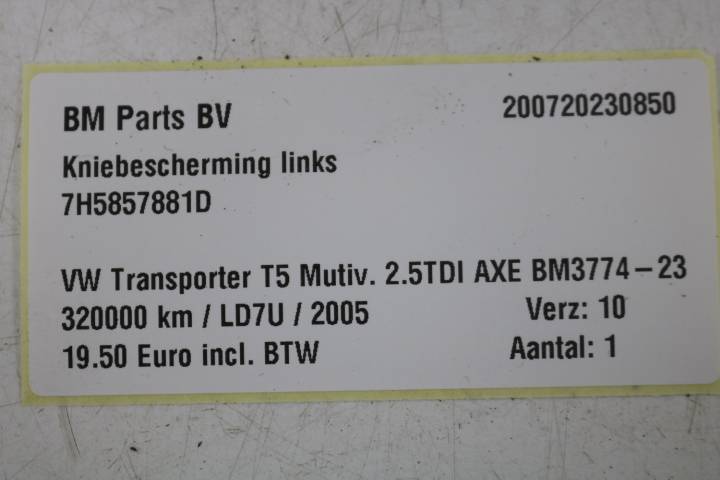 BM Parts BV 200720230850
Kniebescherming links
7H5857881D
VW Transporter T5 Mutiv. 2.5TDI AXE BM3774-23
320000 km / LD7U / 2005 Verz: 10
19.50 Euro incl. BTW Aantal: 1